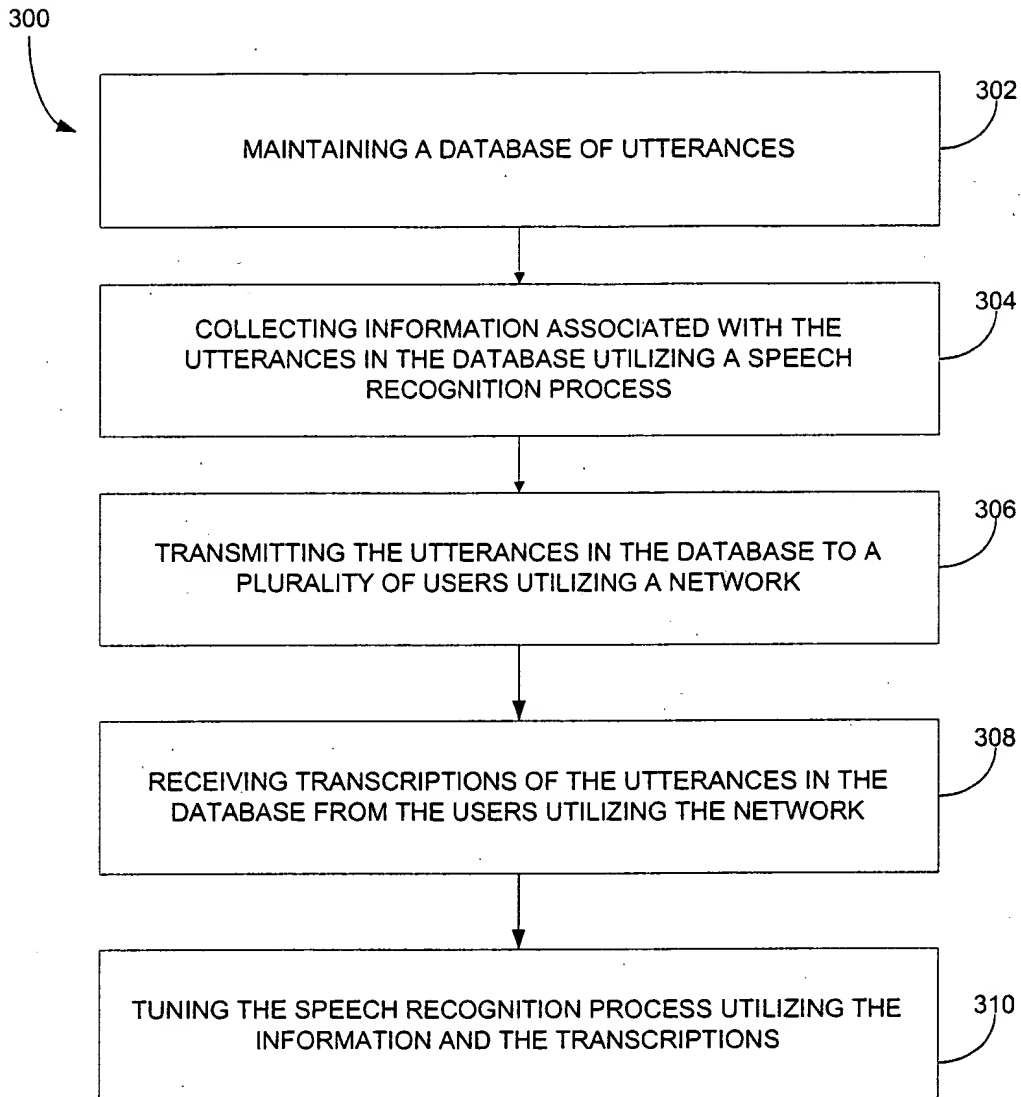 300
302
MAINTAINING A DATABASE OF UTTERANCES
304
COLLECTING INFORMATION ASSOCIATED WITH THE
UTTERANCES IN THE DATABASE UTILIZING A SPEECH
RECOGNITION PROCESS
306
TRANSMITTING THE UTTERANCES IN THE DATABASE TO A
PLURALITY OF USERS UTILIZING A NETWORK
308
RECEIVING TRANSCRIPTIONS OF THE UTTERANCES IN THE
DATABASE FROM THE USERS UTILIZING THE NETWORK
310
TUNING THE SPEECH RECOGNITION PROCESS UTILIZING THE
INFORMATION AND THE TRANSCRIPTIONS